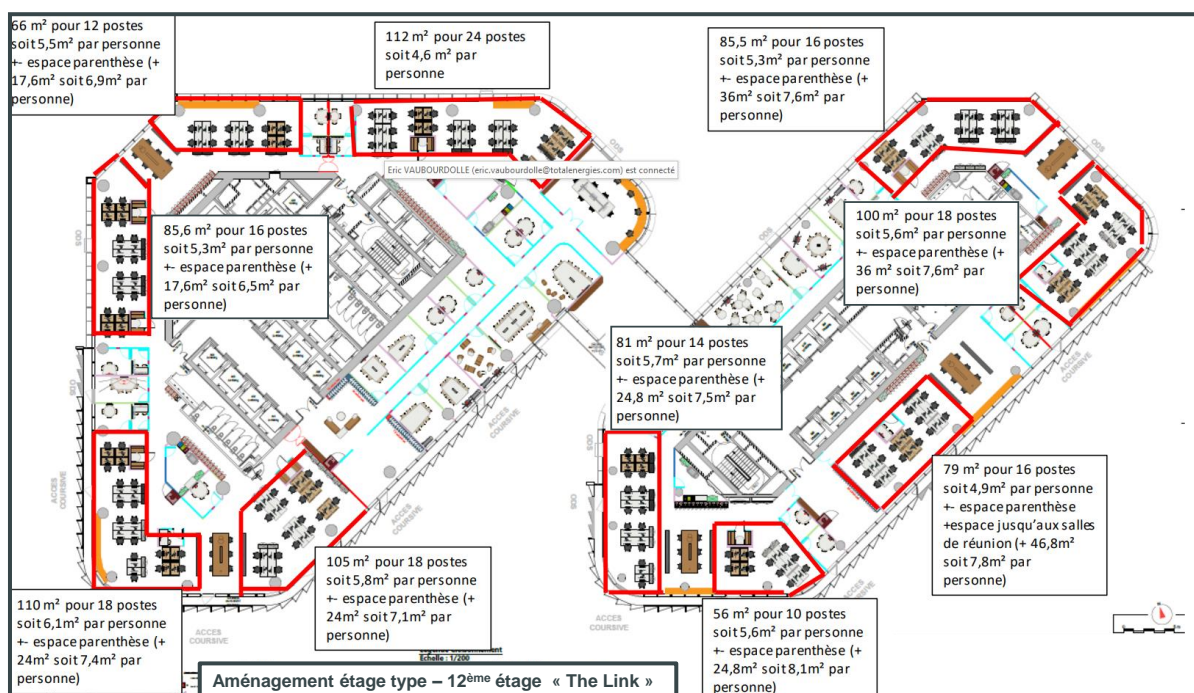 66 m² pour 12 postes
soit 5,5m² par personne
+- espace parenthèse (+
17,6m² soit 6,9m² par
personne)
112 m² pour 24 postes
soit 4,6 m² par
personne
85,5 m² pour 16 postes
soit 5,3m² par personne
+- espace parenthèse (+
36m² soit 7,6m² par
personne)
Eric VAUBOURDOLLE (eric.vaubourdolle@totalenergies.com) est connecté
85,6 m² pour 16 postes
soit 5,3m² par personne
+- espace parenthèse (+
17,6m² soit 6,5m² par
personne)
100 m² pour 18 postes
soit 5,6m² par personne
+- espace parenthèse (+
36 m² soit 7,6m² par
personne)
81 m² pour 14 postes
soit 5,7m² par personne
+- espace parenthèse (+
24,8 m² soit 7,5m² par
personne)
79 m² pour 16 postes
soit 4,9m² par personne
+- espace parenthèse
+espace jusqu'aux salles
de réunion (+ 46,8m²
soit 7,8m² par
personne)
105 m² pour 18 postes
soit 5,8m² par personne
+- espace parenthèse (+
24m² soit 7,1m² par
personne)
110 m² pour 18 postes
soit 6,1m² par personne
+- espace parenthèse (+
24m² soit 7,4m² par
personne)
56 m² pour 10 postes
soit 5,6m² par personne
+- espace parenthèse (+
24,8m² soit 8,1m² par
personne)
ACCES
COURSIVE
ACCES
COURSIVE
ACCES
COURSIVE
ACCES
COURSIVE
ACCES
COURSIVE
ACCES
COURSIVE
Echelle : 1/200
Aménagement étage type – 12ème étage « The Link »